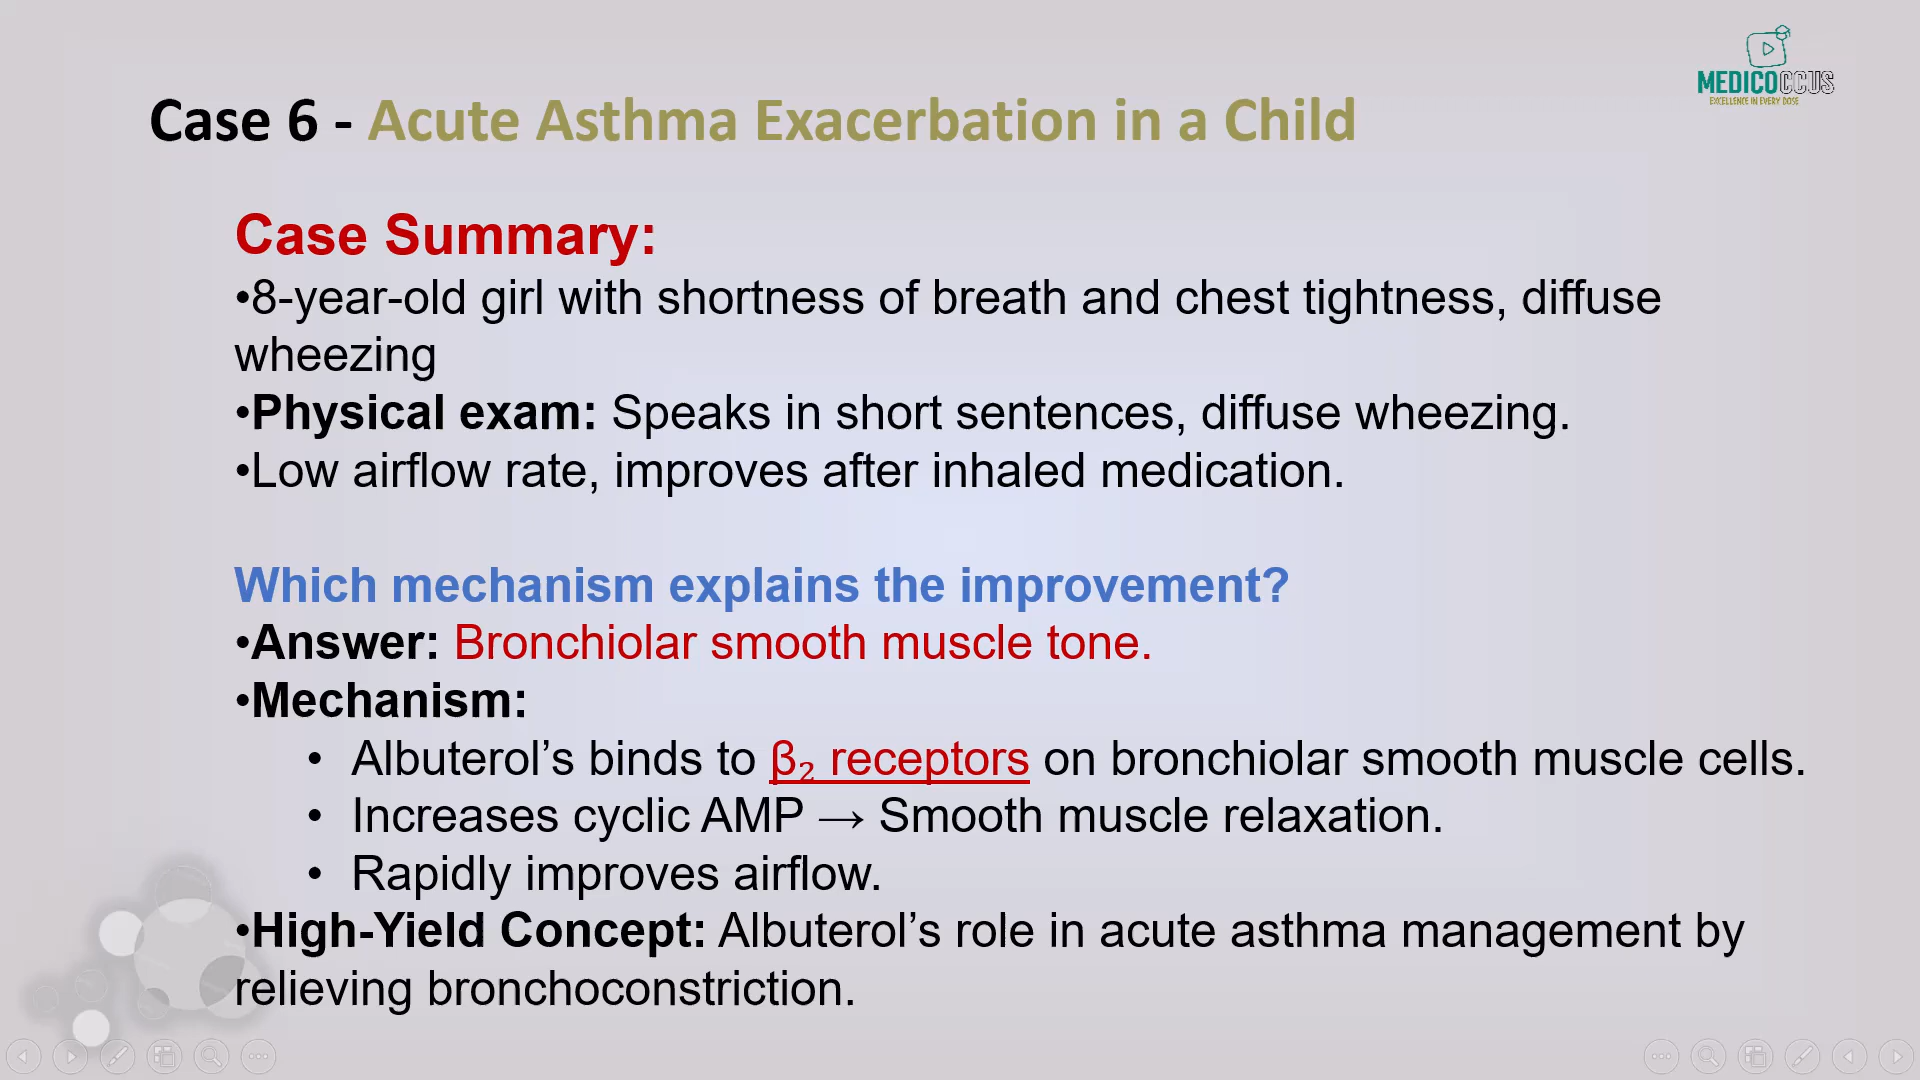 MEDICOCCUS
EXCELLENCE IN EVERY DOSE
Case 6 - Acute Asthma Exacerbation in a Child
Case Summary:
•8-year-old girl with shortness of breath and chest tightness, diffuse
wheezing
•Physical exam: Speaks in short sentences, diffuse wheezing.
•Low airflow rate, improves after inhaled medication.
Which mechanism explains the improvement?
•Answer: Bronchiolar smooth muscle tone.
•Mechanism:
• Albuterol’s binds to β₂ receptors on bronchiolar smooth muscle cells.
• Increases cyclic AMP → Smooth muscle relaxation.
• Rapidly improves airflow.
•High-Yield Concept: Albuterol’s role in acute asthma management by
relieving bronchoconstriction.